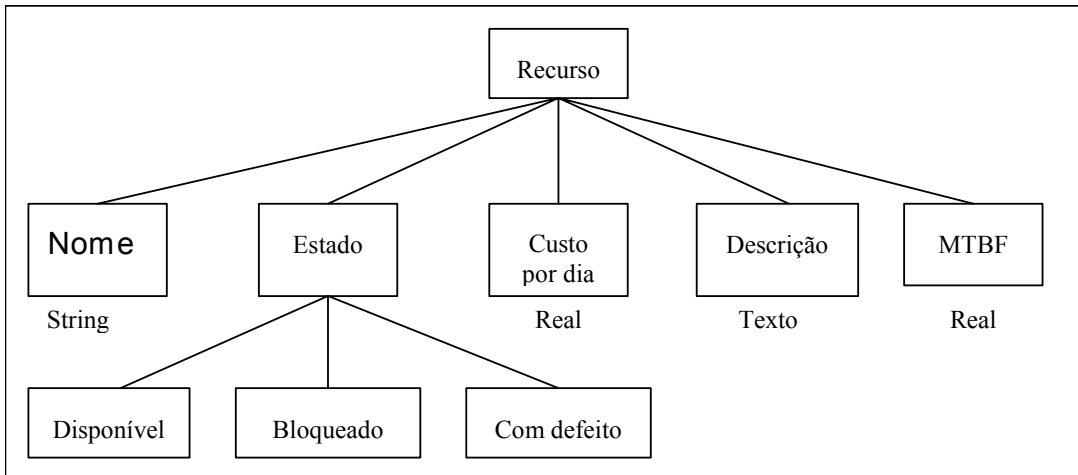 Recurso
Nome
Estado
Custo
por dia
Descrição
MTBF
String
Real
Texto
Real
Disponível
Bloqueado
Com defeito